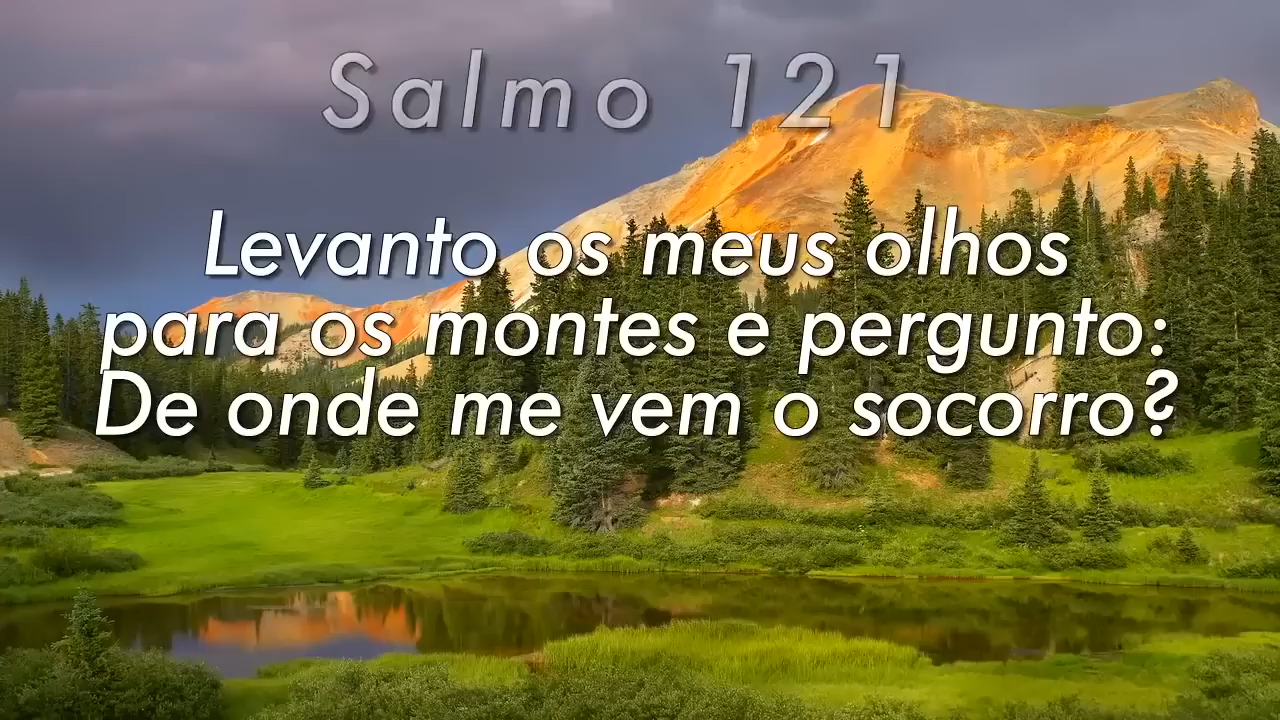 Salmo 121
Levanto os meus olhos
para os montes e pergunto:
De onde me vem o socorro?